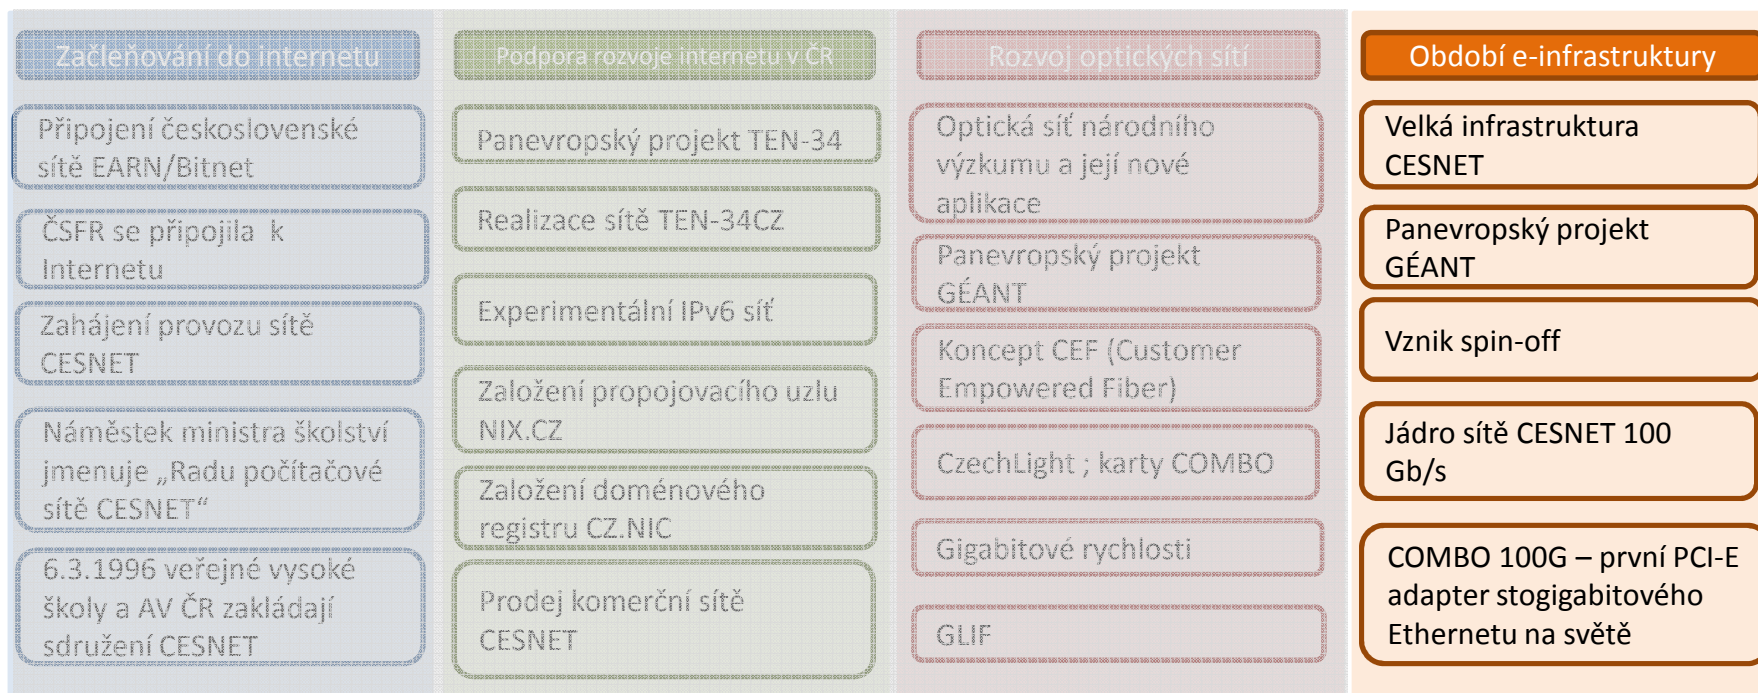 Začleňování do internetu
Připojení československé
sítě EARN/Bitnet
ČSFR se připojila k
Internetu
Zahájení provozu sítě
CESNET
Náměstek ministra školství
jmenuje „Radu počítačové
sítě CESNET“
6.3.1996 veřejné vysoké
školy a AV ČR zakládají
sdružení CESNET
Podpora rozvoje internetu v ČR
Panevropský projekt TEN-34
Realizace sítě TEN-34CZ
Experimentální IPv6 síť
Založení propojovacího uzlu
NIX.CZ
Založení doménového
registru CZ.NIC
Prodej komerční sítě
CESNET
Rozvoj optických sítí
Optická síť národního
výzkumu a její nové
aplikace
Panevropský projekt
GÉANT
Koncept CEF (Customer
Empowered Fiber)
CzechLight ; karty COMBO
Gigabitové rychlosti
GLIF
Období e-infrastruktury
Velká infrastruktura
CESNET
Panevropský projekt
GÉANT
Vznik spin-off
Jádro sítě CESNET 100
Gb/s
COMBO 100G – první PCI-E
adapter stogigabitového
Ethernetu na světě